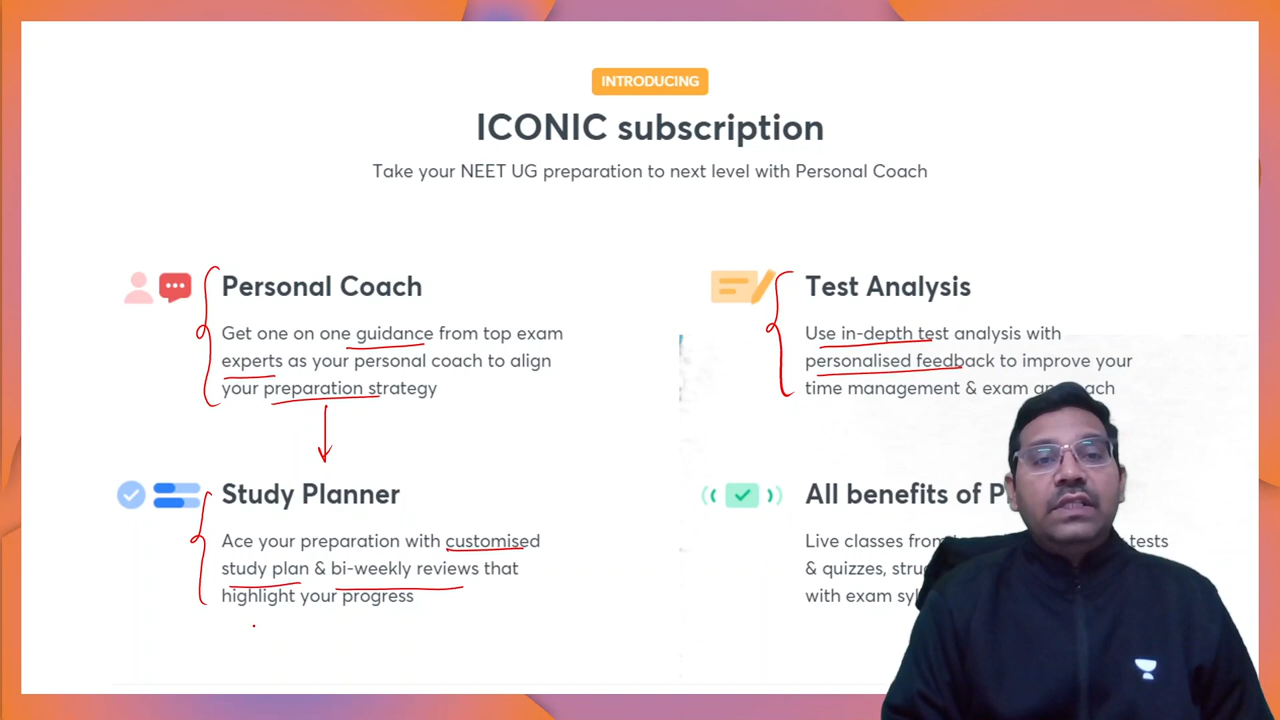 INTRODUCING
ICONIC subscription
Take your NEET UG preparation to next level with Personal Coach
Personal Coach
Get one on one guidance from top exam
experts as your personal coach to align
your preparation strategy
Test Analysis
Use in-depth test analysis with
personalised feedback to improve your
time management & exam
Study Planner
Ace your preparation with customised
study plan & bi-weekly reviews that
highlight your progress
All benefits of
Live classes
tests
& quizzes,
with exam